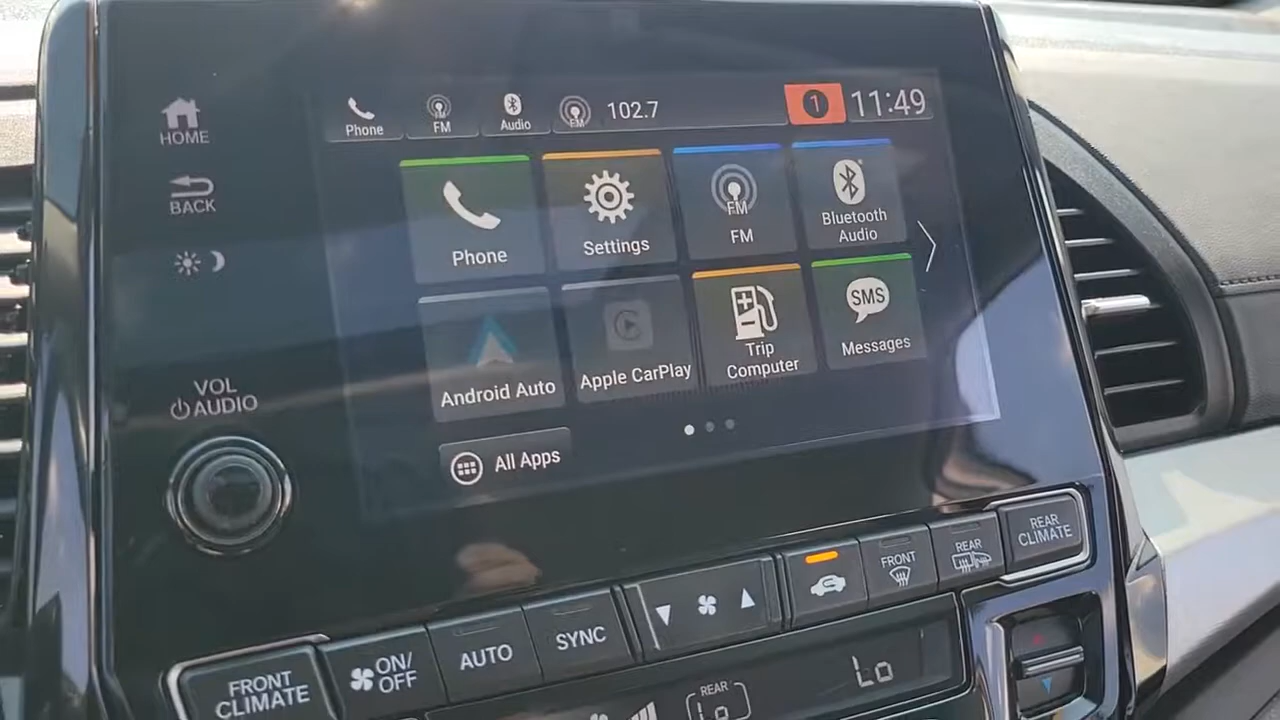 HOME
BACK
VOL
AUDIO
Phone
FM
FM
Audio
FM
102.7
1
11:49
Phone
Settings
FM
FM
Bluetooth
Audio
Android Auto
Apple CarPlay
Trip
Computer
SMS
Messages
All Apps
FRONT
CLIMATE
ON/
OFF
AUTO
SYNC
FRONT
REAR
REAR
CLIMATE
REAR
Lo
Lo